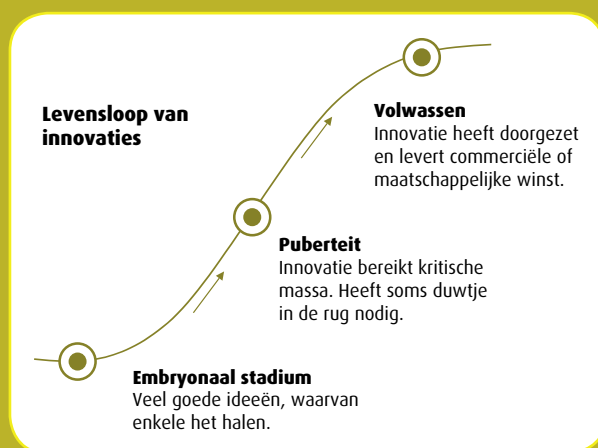 Levensloop van
innovaties
Volwassen
Innovatie heeft doorgezet
en levert commerciële of
maatschappelijke winst.
Puberteit
Innovatie bereikt kritische
massa. Heeft soms duwtje
in de rug nodig.
Embryonaal stadium
Veel goede ideeën, waarvan
enkele het halen.